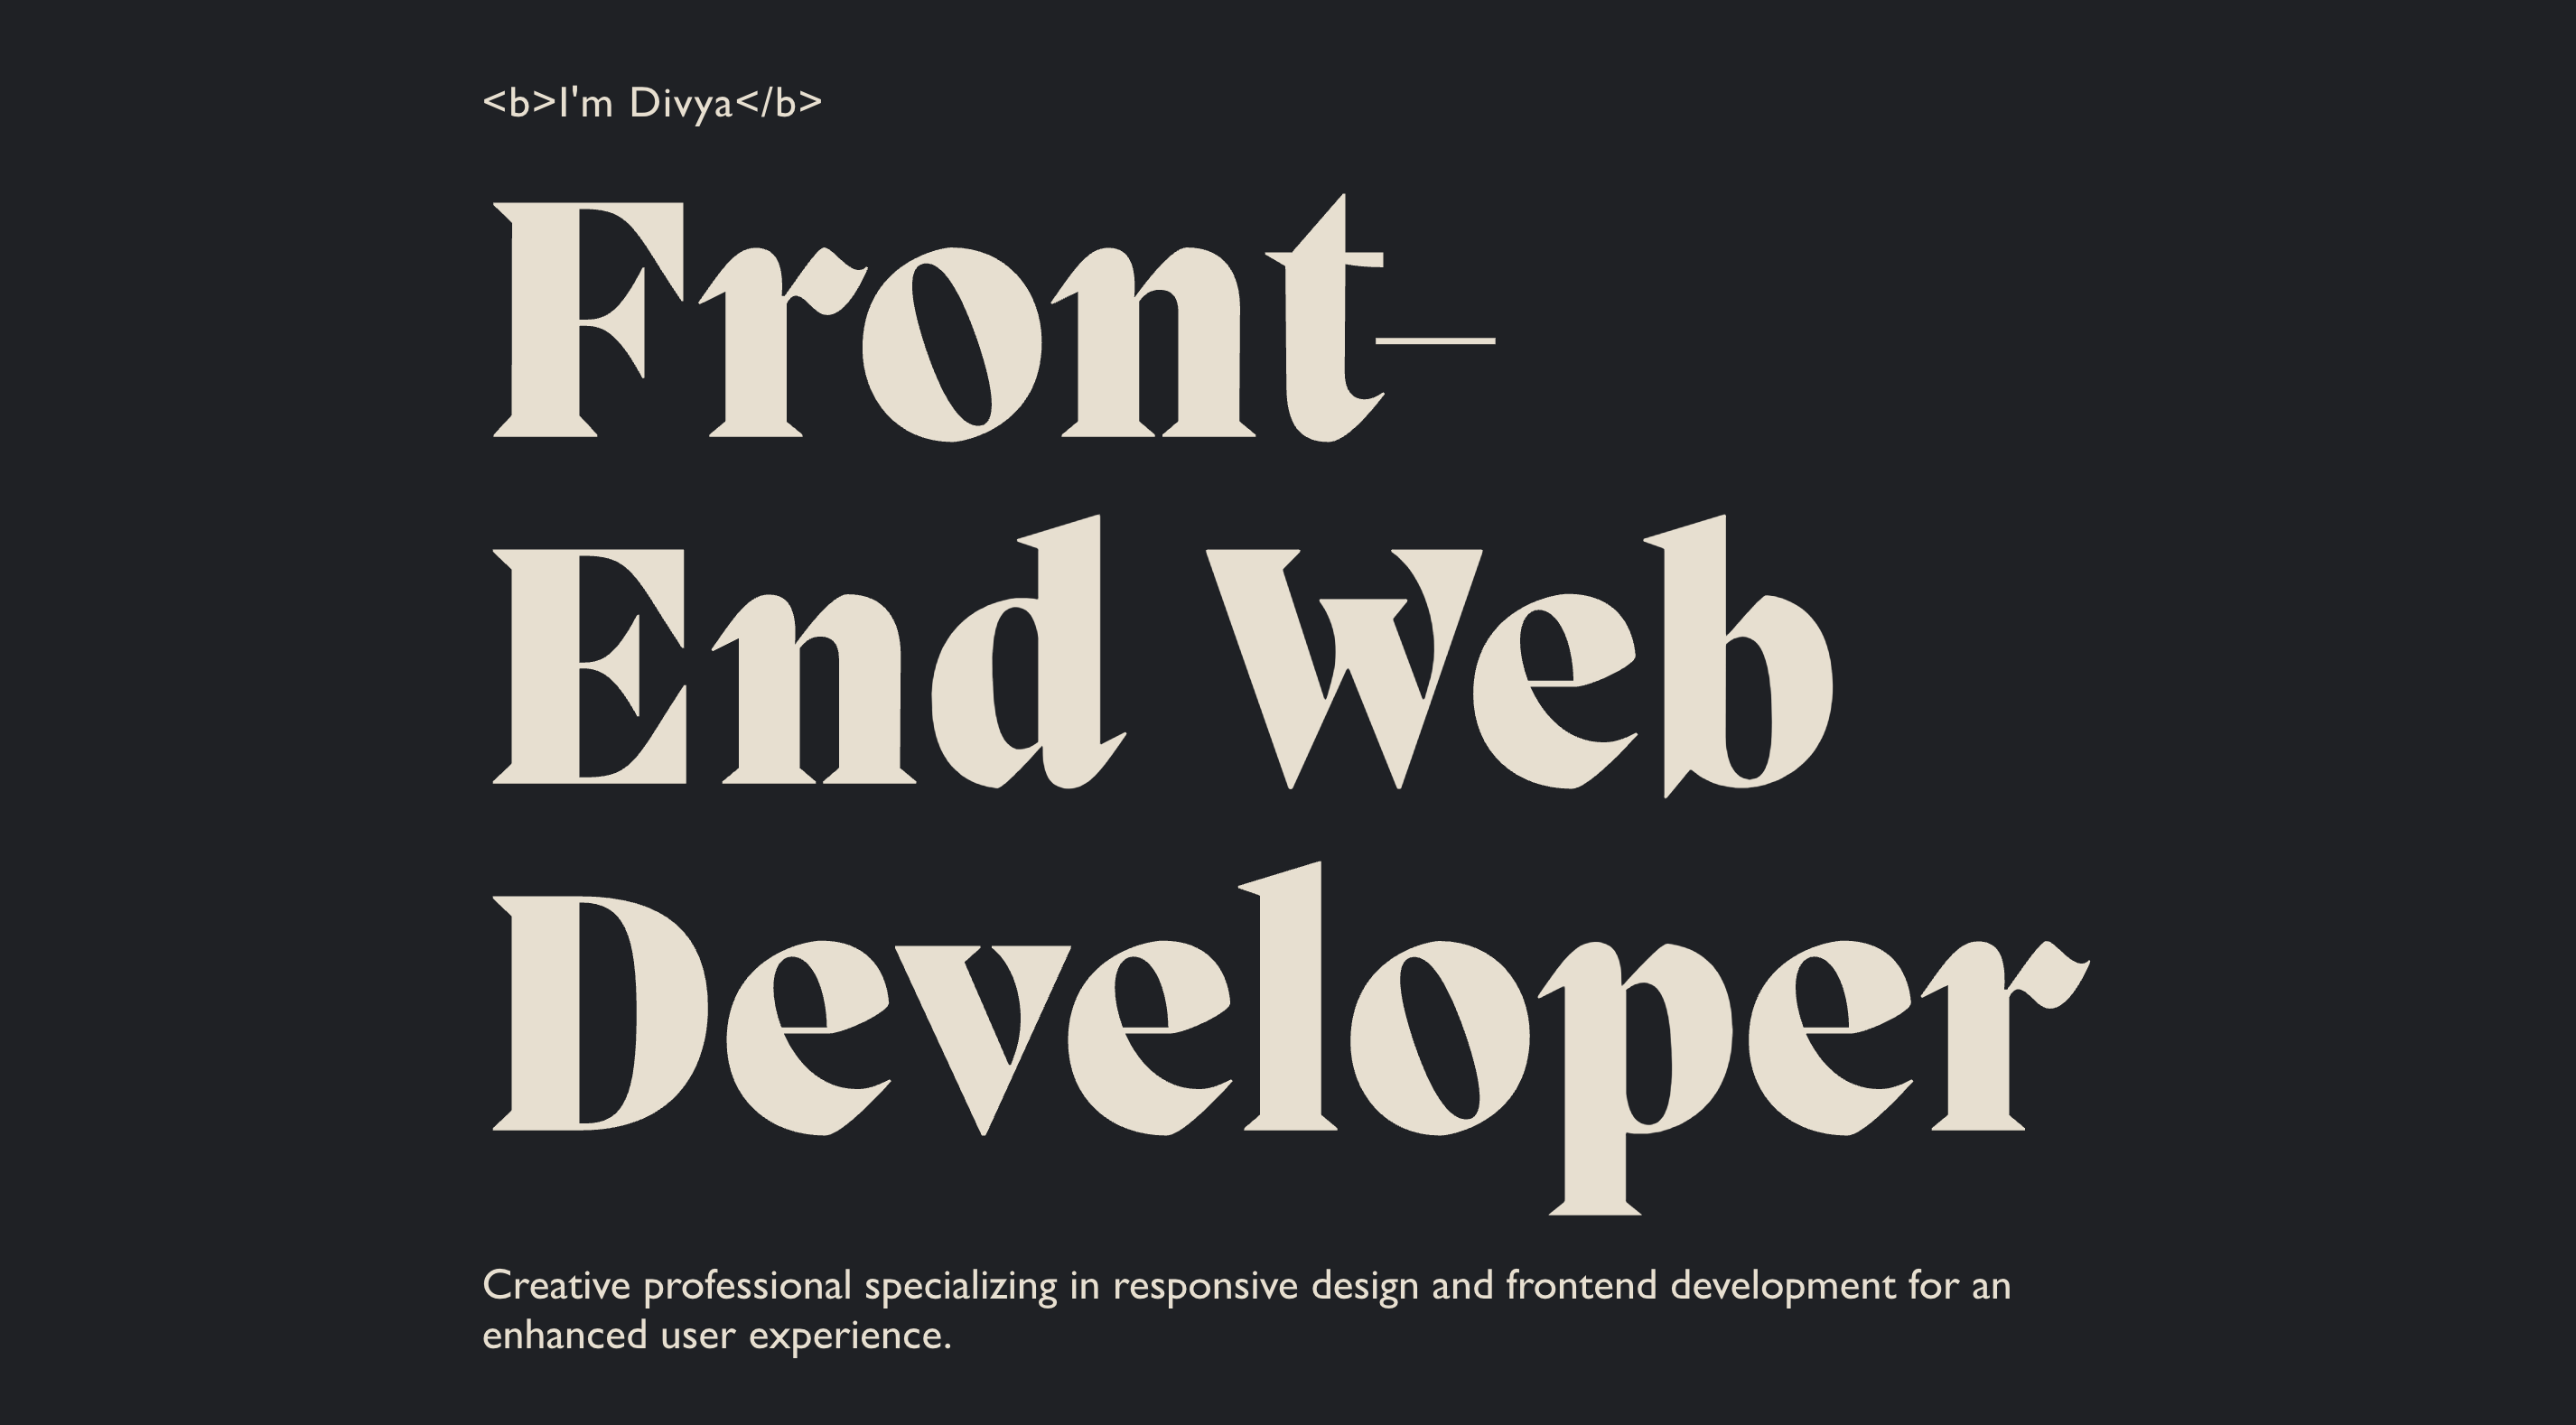 <b>I'm Divya</b>
Front-
End Web
Developer
Creative professional specializing in responsive design and frontend development for an
enhanced user experience.